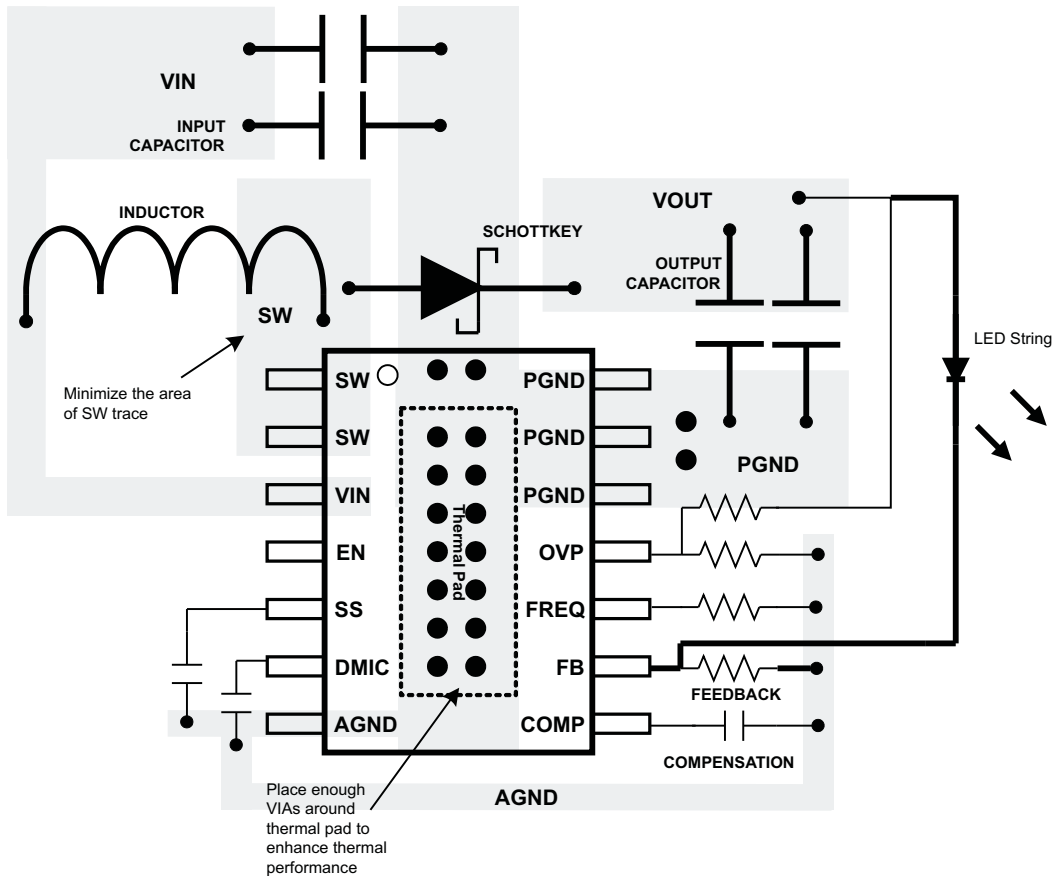 VIN
INPUT
CAPACITOR
INDUCTOR
SW
Minimize the area
of SW trace
SCHOTTKEY
VOUT
OUTPUT
CAPACITOR
LED String
SW
SW
VIN
EN
SS
DMIC
AGND
Thermal Pad
PGND
PGND
PGND
OVP
FREQ
FB
COMP
PGND
FEEDBACK
COMPENSATION
AGND
Place enough
VIAs around
thermal pad to
enhance thermal
performance